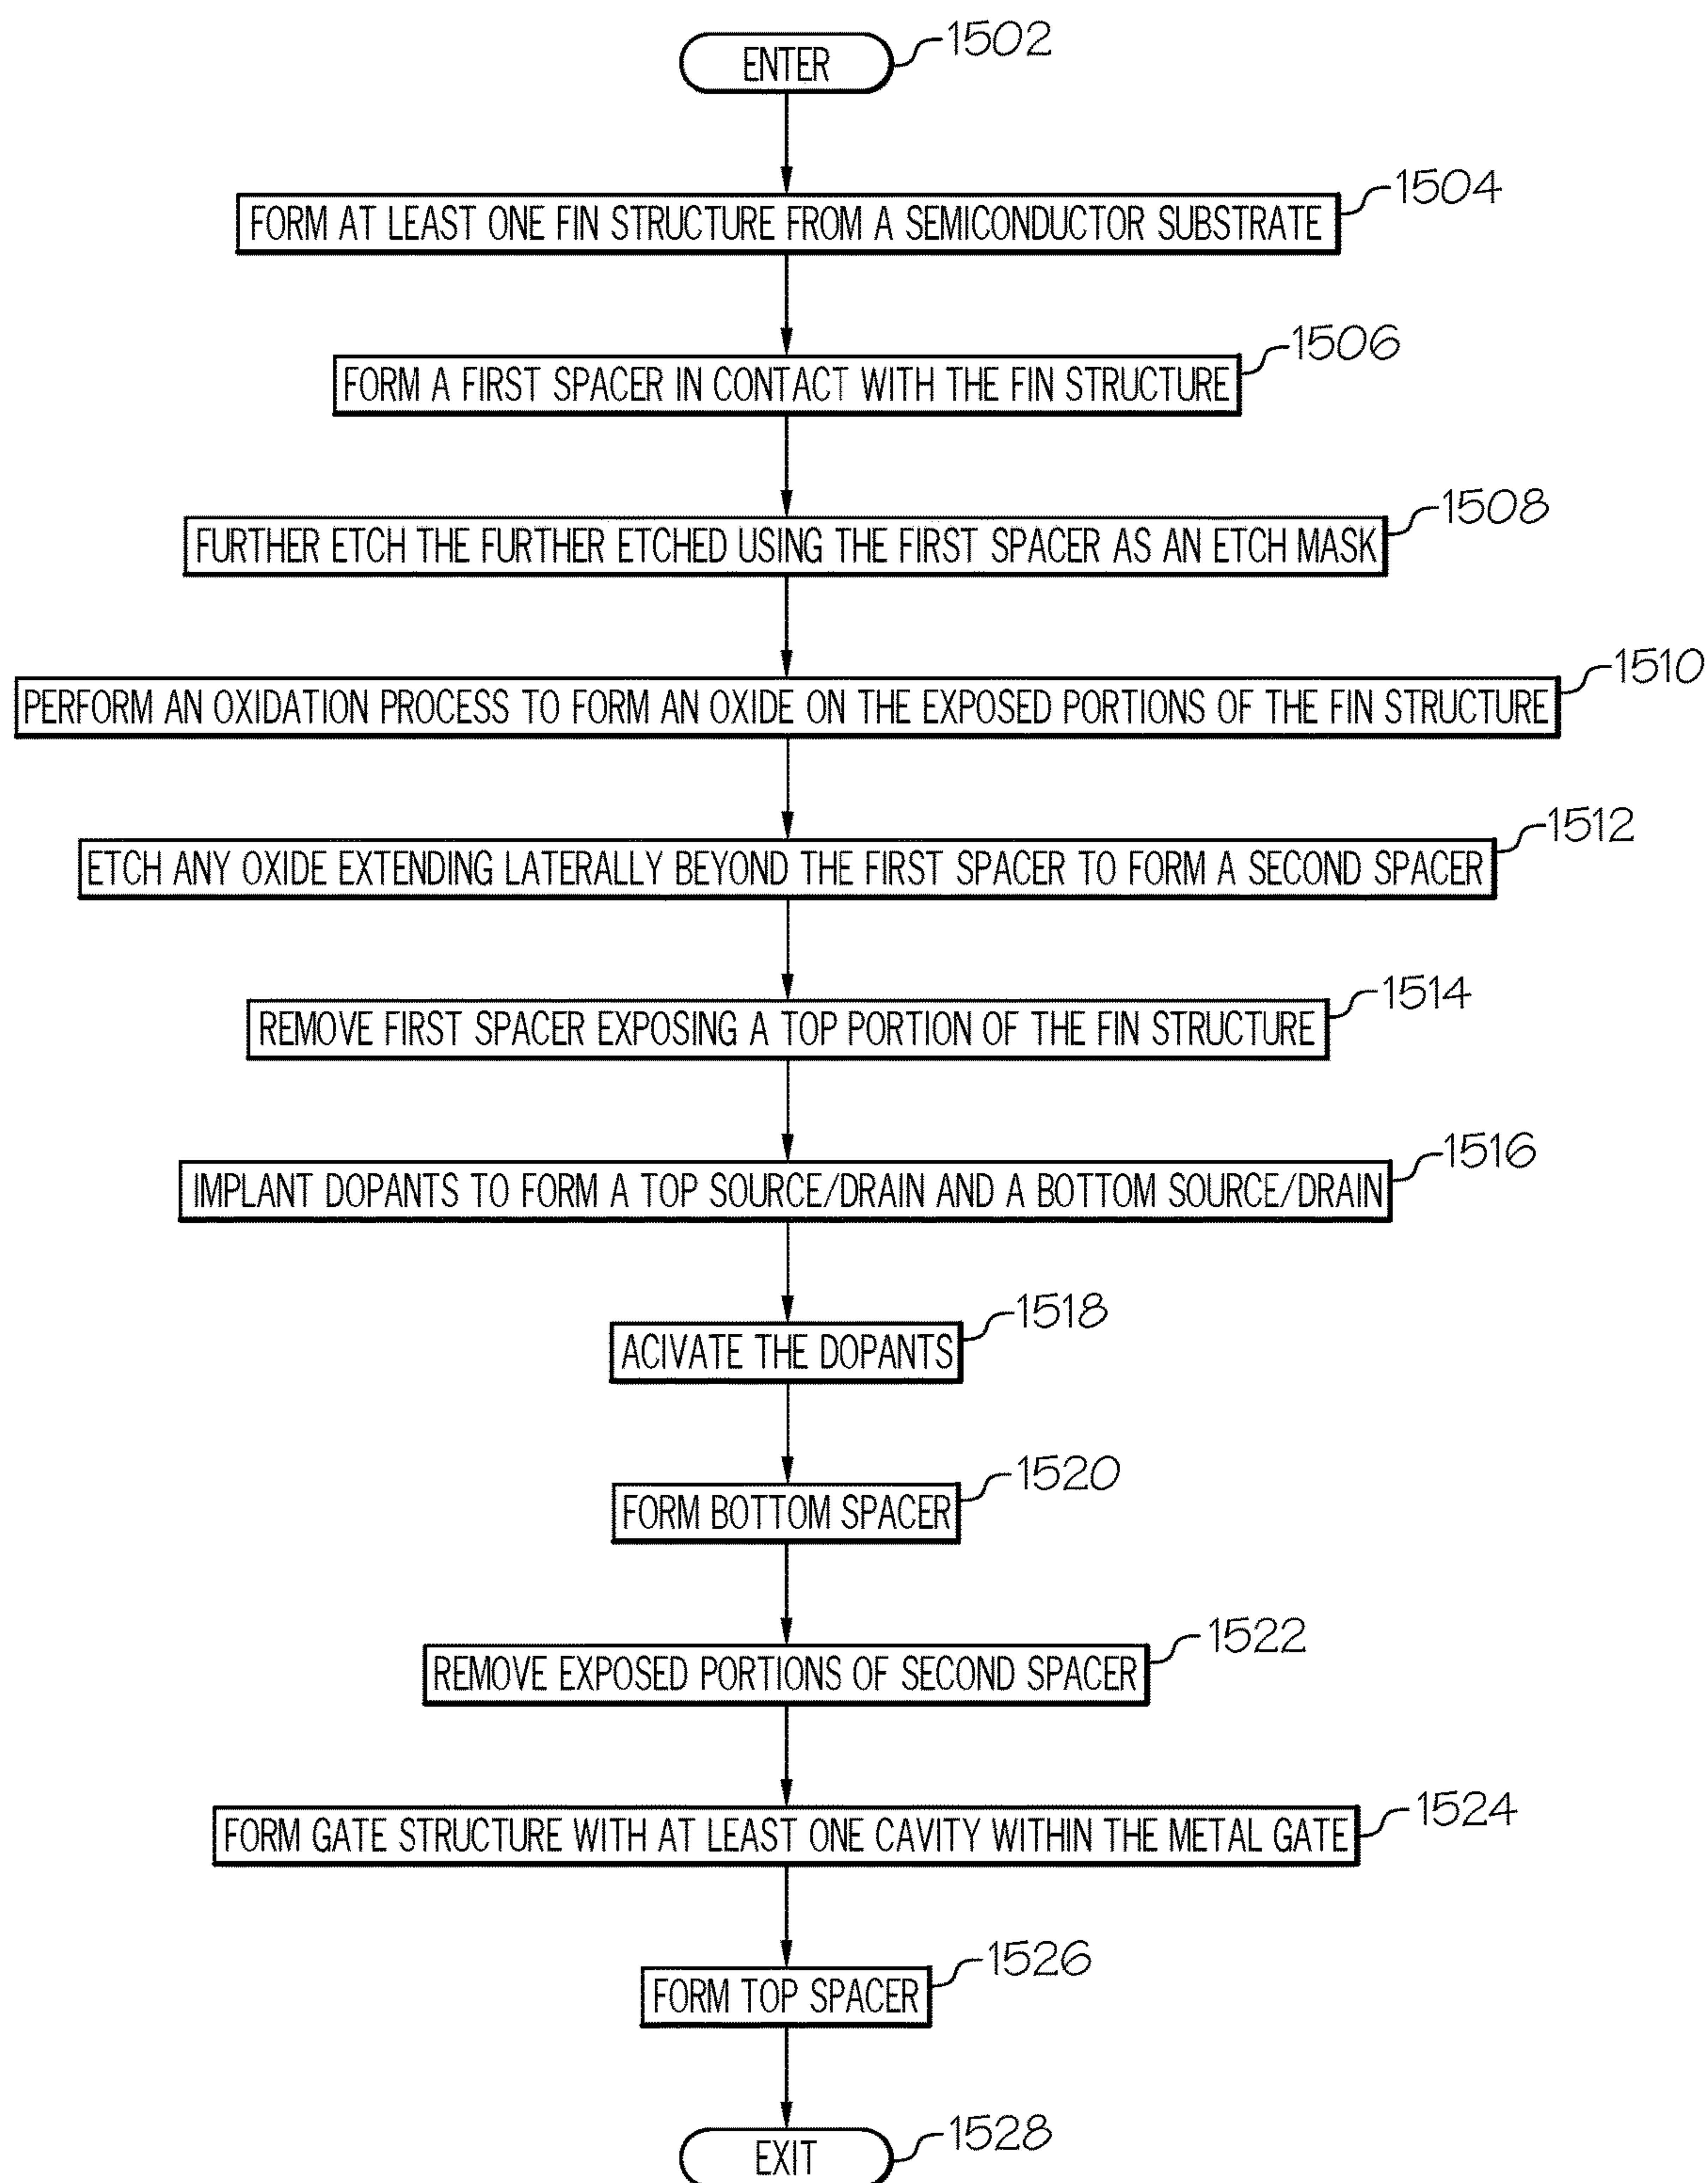 ENTER
1502
FORM AT LEAST ONE FIN STRUCTURE FROM A SEMICONDUCTOR SUBSTRATE
1504
FORM A FIRST SPACER IN CONTACT WITH THE FIN STRUCTURE
1506
FURTHER ETCH THE FURTHER ETCHED USING THE FIRST SPACER AS AN ETCH MASK
1508
PERFORM AN OXIDATION PROCESS TO FORM AN OXIDE ON THE EXPOSED PORTIONS OF THE FIN STRUCTURE
1510
ETCH ANY OXIDE EXTENDING LATERALLY BEYOND THE FIRST SPACER TO FORM A SECOND SPACER
1512
REMOVE FIRST SPACER EXPOSING A TOP PORTION OF THE FIN STRUCTURE
1514
IMPLANT DOPANTS TO FORM A TOP SOURCE/DRAIN AND A BOTTOM SOURCE/DRAIN
1516
ACIVATE THE DOPANTS
1518
FORM BOTTOM SPACER
1520
REMOVE EXPOSED PORTIONS OF SECOND SPACER
1522
FORM GATE STRUCTURE WITH AT LEAST ONE CAVITY WITHIN THE METAL GATE
1524
FORM TOP SPACER
1526
EXIT
1528